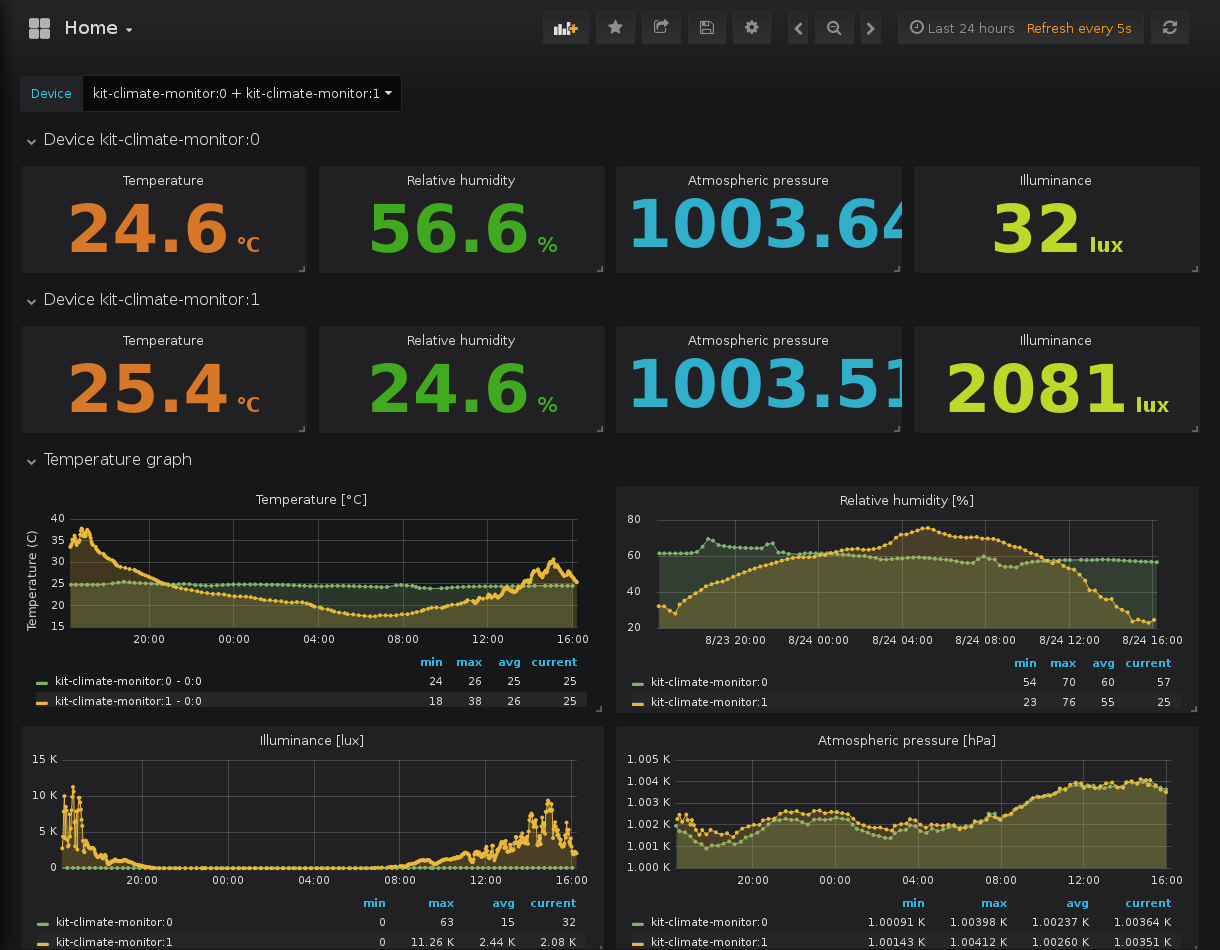 Home
Last 24 hours Refresh every 5s
Device kit-climate-monitor:0 + kit-climate-monitor:1
Device kit-climate-monitor:0
Temperature Relative humidity Atmospheric pressure Illuminance
24.6 °C 56.6 % 1003.64 32 lux
Device kit-climate-monitor:1
Temperature Relative humidity Atmospheric pressure Illuminance
25.4 °C 24.6 % 1003.51 2081 lux
Temperature graph
Temperature [°C]
Temperature (C)
40
35
30
25
20
15
20:00 00:00 04:00 08:00 12:00 16:00
min max avg current
kit-climate-monitor:0 - 0:0 24 26 25 25
kit-climate-monitor:1 - 0:0 18 38 26 25
Relative humidity [%]
80
60
40
20
8/23 20:00 8/24 00:00 8/24 04:00 8/24 08:00 8/24 12:00 8/24 16:00
min max avg current
kit-climate-monitor:0 54 70 60 57
kit-climate-monitor:1 23 76 55 25
Illuminance [lux]
15 K
10 K
5 K
0
20:00 00:00 04:00 08:00 12:00 16:00
min max avg current
kit-climate-monitor:0 0 63 15 32
kit-climate-monitor:1 0 11.26 K 2.44 K 2.08 K
Atmospheric pressure [hPa]
1.005 K
1.004 K
1.003 K
1.002 K
1.001 K
1.000 K
20:00 00:00 04:00 08:00 12:00 16:00
min max avg current
kit-climate-monitor:0 1.00091 K 1.00398 K 1.00237 K 1.00364 K
kit-climate-monitor:1 1.00143 K 1.00412 K 1.00260 K 1.00351 K